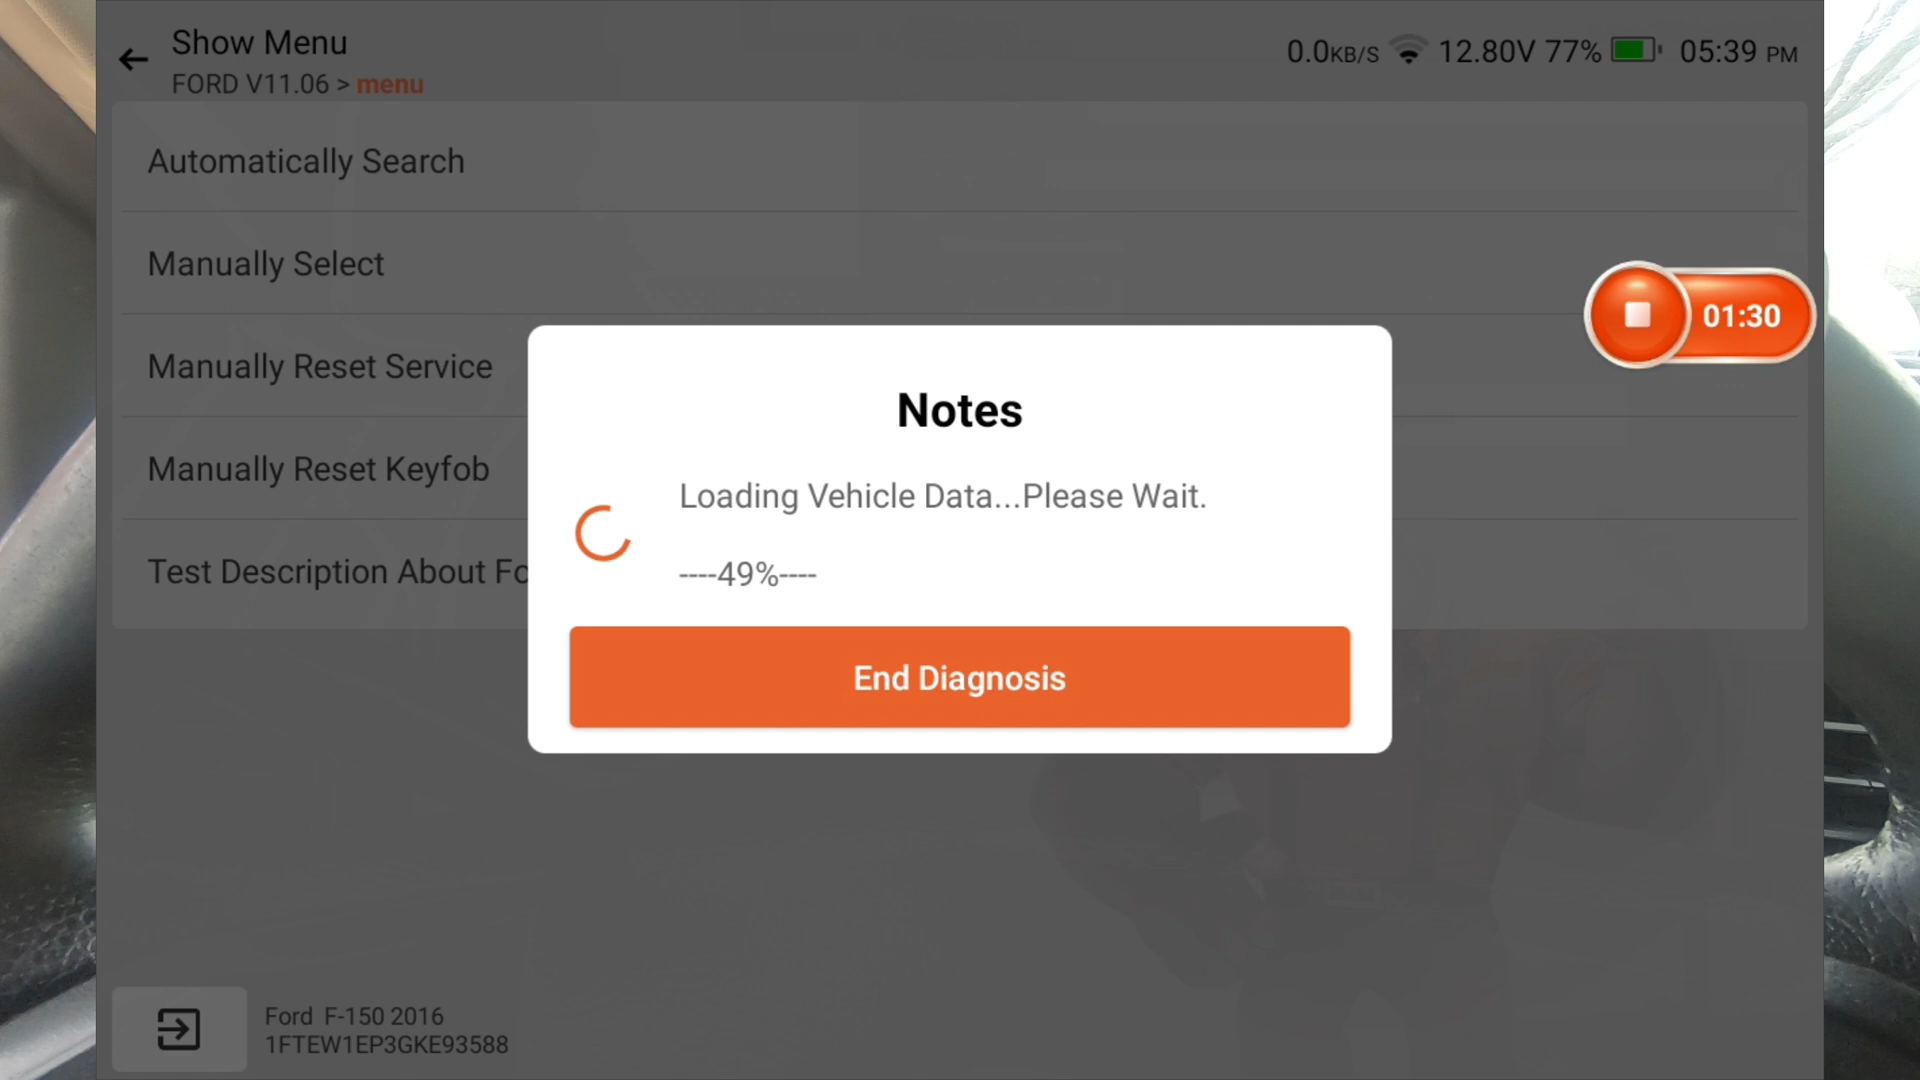 Show Menu
FORD V11.06 > menu
0.0KB/S 12.80V 77% 05:39 PM
Automatically Search
Manually Select
01:30
Manually Reset Service
Manually Reset Keyfob
Test Description About Fo
Notes
Loading Vehicle Data...Please Wait.
----49%----
End Diagnosis
Ford F-150 2016
1FTEW1EP3GKE93588